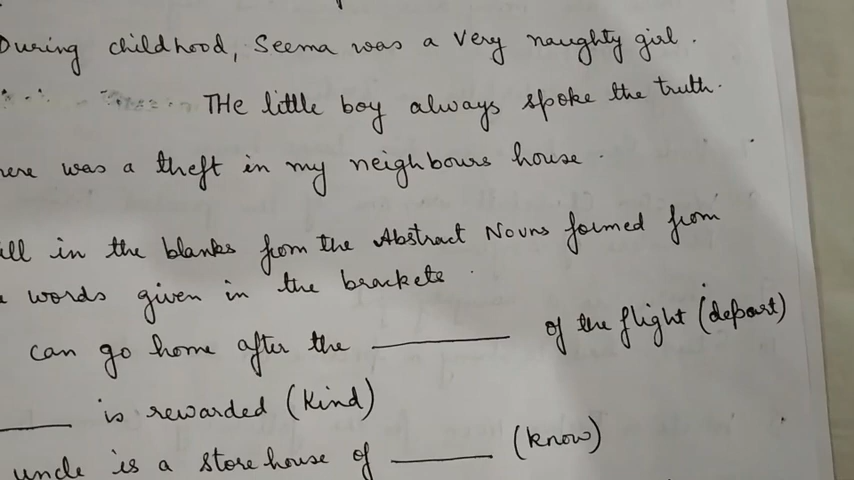 During childhood, Seema was a very naughty girl.
THe little boy always spoke the truth.
here was a theft in my neighbours house.
ill in the blanks from the Abstract Nouns formed from
words given in the brackets.
can go home after the ______ of the flight (depart)
______ is rewarded (Kind)
uncle is a store house of ______ (know)